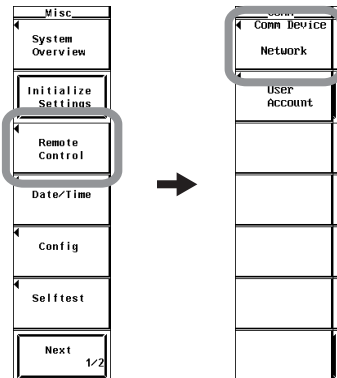 Misc
System
Overview
Initialize
Settings
Remote
Control
Date/Time
Config
Selftest
Next
1/2
Comm
Comm Device
Network
User
Account